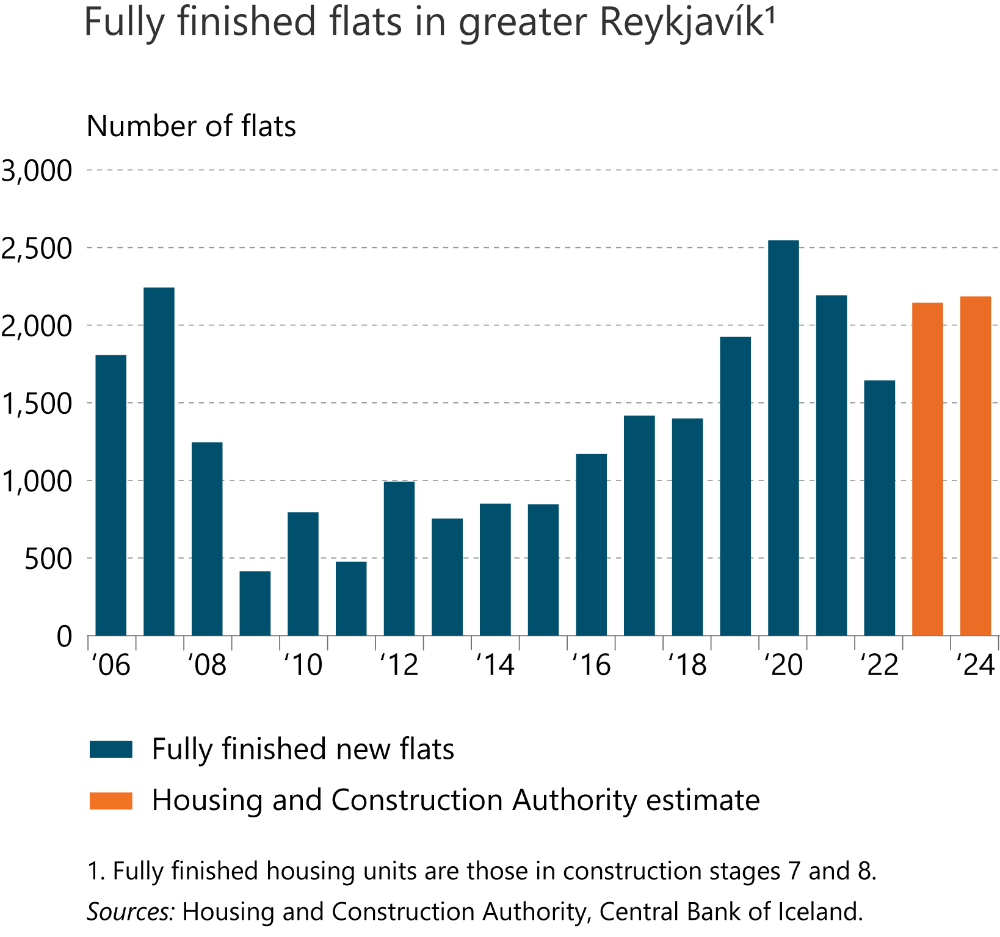 Fully finished flats in greater Reykjavík¹
Number of flats
3,000
2,500
2,000
1,500
1,000
500
0
‘06 ‘08 ‘10 ‘12 ‘14 ‘16 ‘18 ‘20 ‘22 ‘24
Fully finished new flats
Housing and Construction Authority estimate
1. Fully finished housing units are those in construction stages 7 and 8.
Sources: Housing and Construction Authority, Central Bank of Iceland.